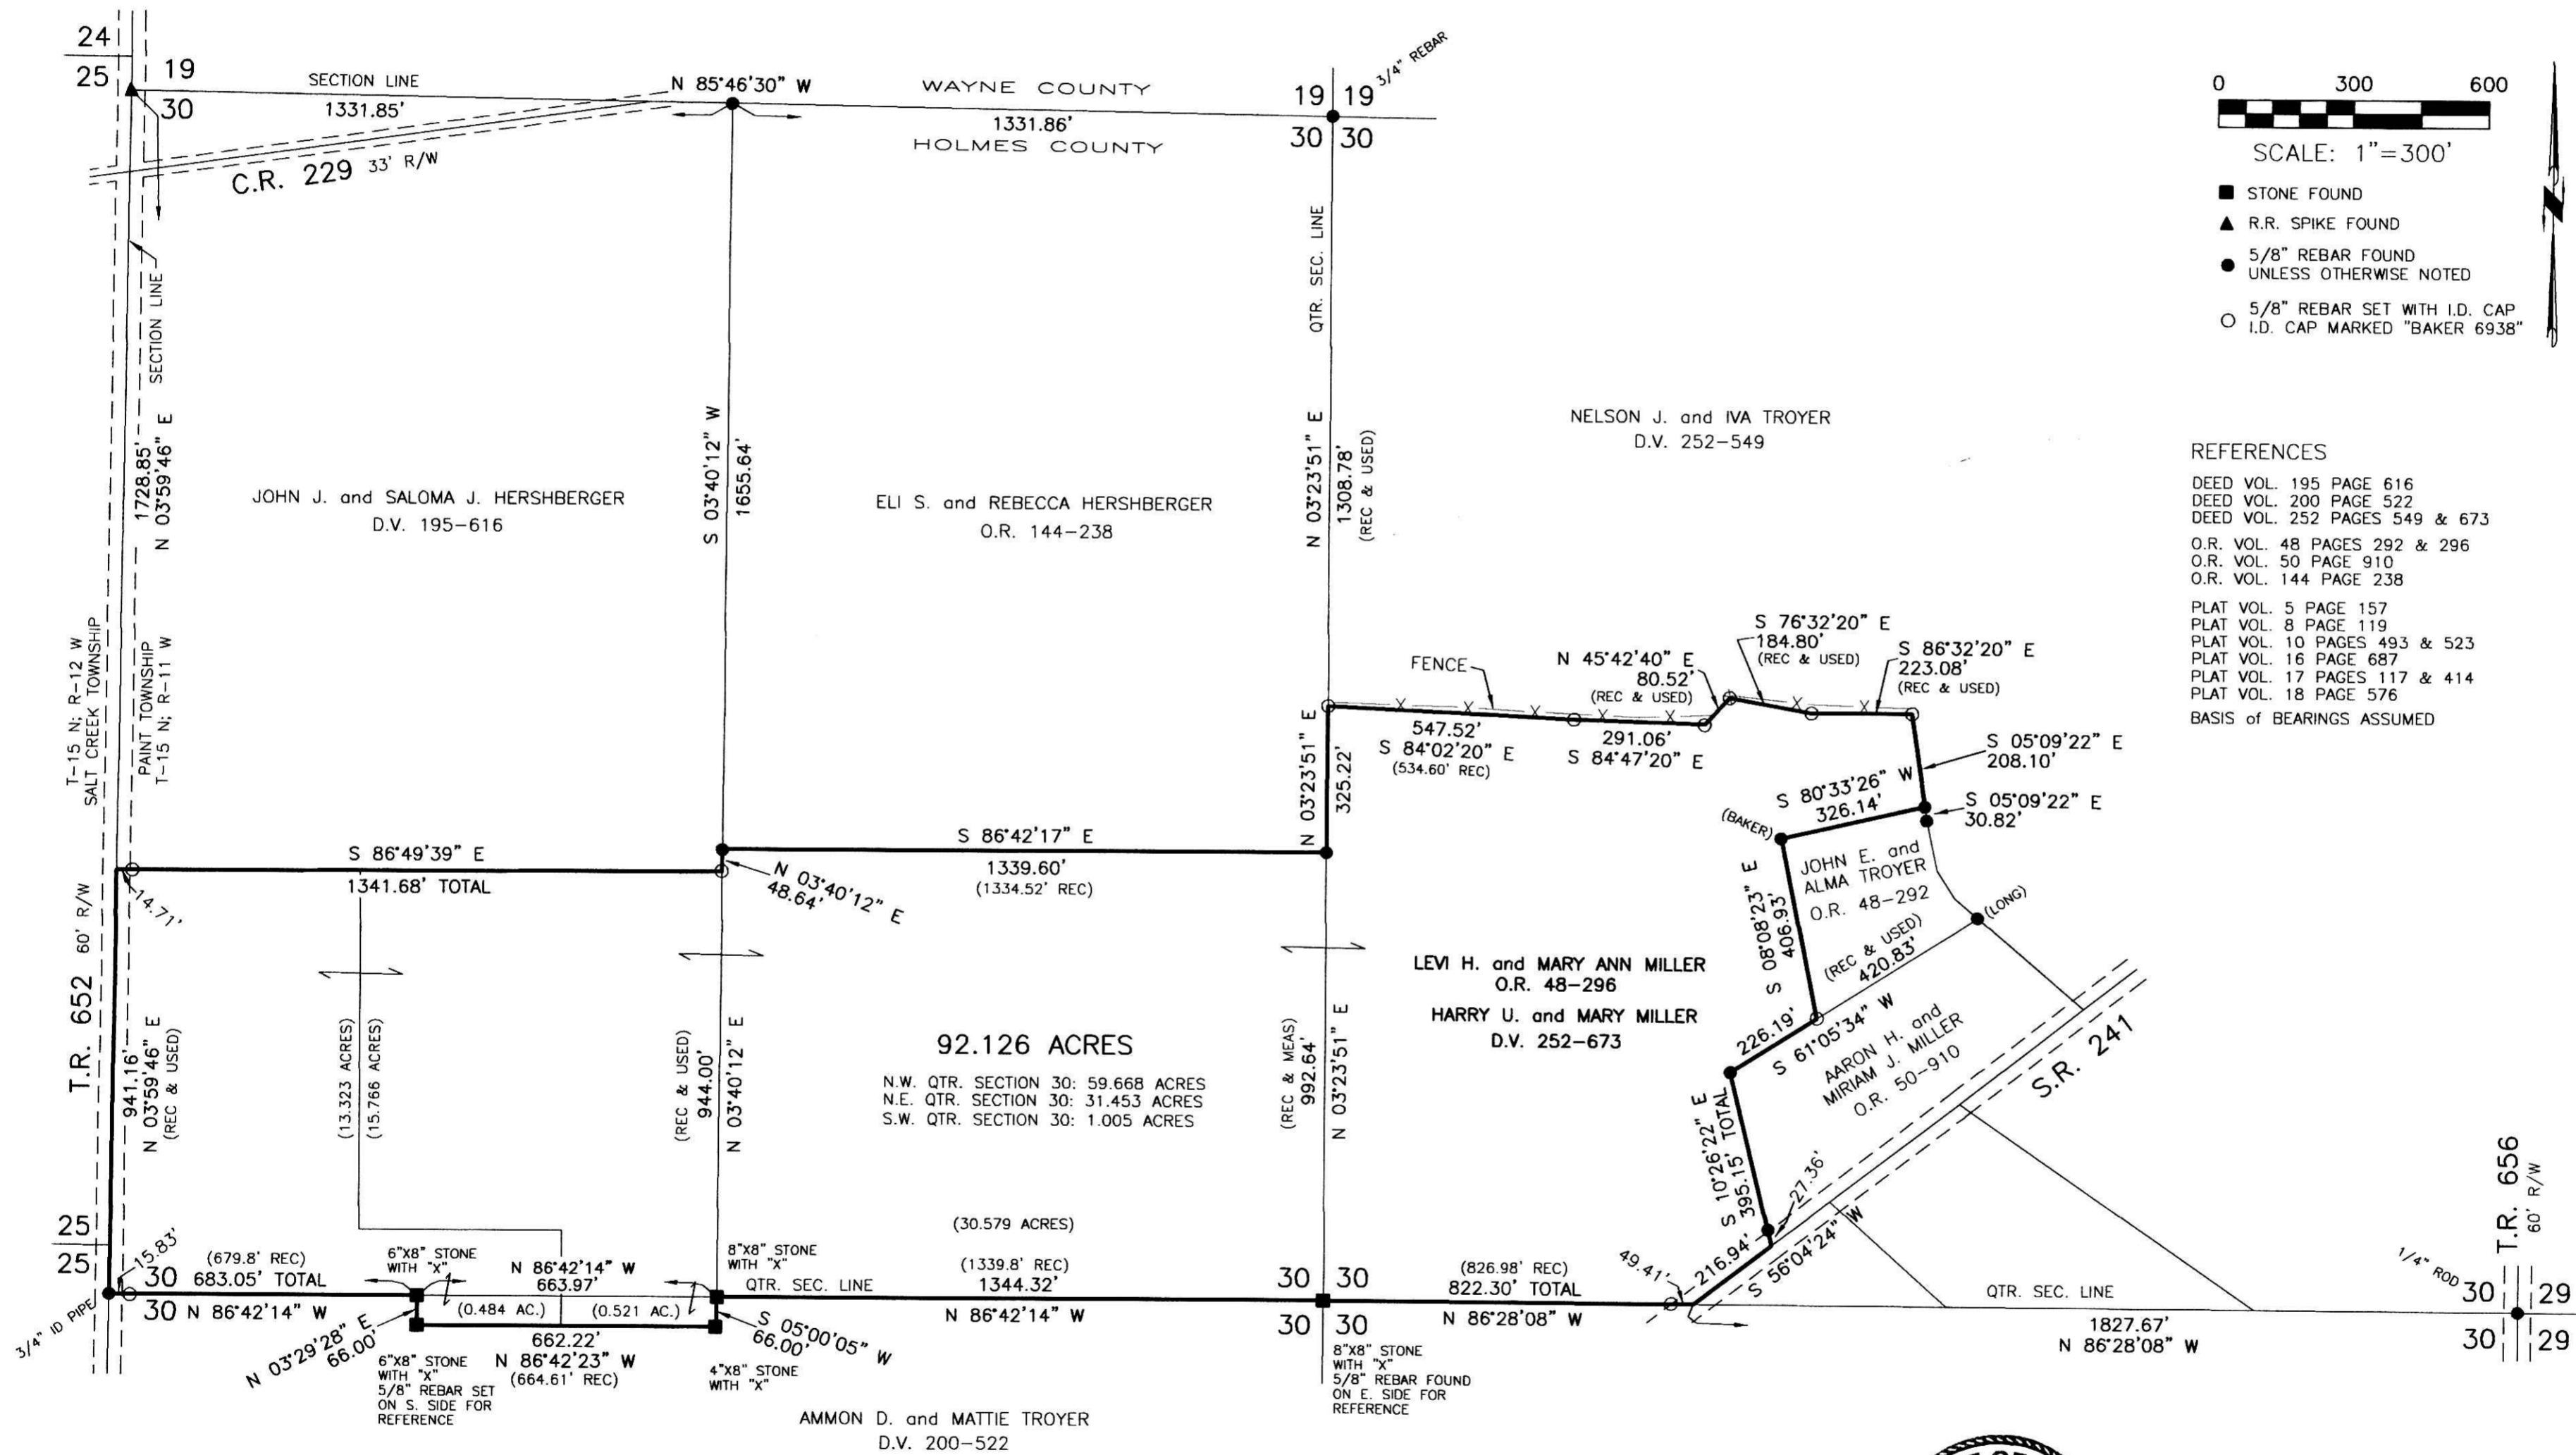 24
25
19
30
SECTION LINE
1331.85'
N 85°46'30" W
WAYNE COUNTY
1331.86'
HOLMES COUNTY
19 19
30 30
3/4" REBAR
C.R. 229 33' R/W
0 300 600
SCALE: 1"=300'
STONE FOUND
R.R. SPIKE FOUND
5/8" REBAR FOUND
UNLESS OTHERWISE NOTED
5/8" REBAR SET WITH I.D. CAP
I.D. CAP MARKED "BAKER 6938"
N
SECTION LINE
1728.85'
N 03°59'46" E
S 03°40'12" W
1655.64'
QTR. SEC. LINE
N 03°23'51" E
1308.78'
(REC & USED)
JOHN J. and SALOMA J. HERSHBERGER
D.V. 195-616
ELI S. and REBECCA HERSHBERGER
O.R. 144-238
NELSON J. and IVA TROYER
D.V. 252-549
REFERENCES
DEED VOL. 195 PAGE 616
DEED VOL. 200 PAGE 522
DEED VOL. 252 PAGES 549 & 673
O.R. VOL. 48 PAGES 292 & 296
O.R. VOL. 50 PAGE 910
O.R. VOL. 144 PAGE 238
PLAT VOL. 5 PAGE 157
PLAT VOL. 8 PAGE 119
PLAT VOL. 10 PAGES 493 & 523
PLAT VOL. 16 PAGE 687
PLAT VOL. 17 PAGES 117 & 414
PLAT VOL. 18 PAGE 576
BASIS of BEARINGS ASSUMED
T-15 N; R-12 W
SALT CREEK TOWNSHIP
PAINT TOWNSHIP
T-15 N; R-11 W
FENCE
X X X X X X X
547.52'
S 84°02'20" E
(534.60' REC)
291.06'
S 84°47'20" E
N 45°42'40" E
80.52'
(REC & USED)
S 76°32'20" E
184.80'
(REC & USED)
S 86°32'20" E
223.08'
(REC & USED)
S 05°09'22" E
208.10'
S 05°09'22" E
30.82'
S 80°33'26" W
326.14'
(BAKER)
N 03°23'51" E
325.22'
S 86°49'39" E
1341.68' TOTAL
14.71'
N 03°40'12" E
48.64'
S 86°42'17" E
1339.60'
(1334.52' REC)
JOHN E. and
ALMA TROYER
O.R. 48-292
S 08°08'23" E
406.93'
(REC & USED)
420.83'
(LONG)
226.19'
S 61°05'34" W
T.R. 652 60' R/W
941.16'
N 03°59'46" E
(REC & USED)
(13.323 ACRES)
(15.766 ACRES)
(REC & USED)
944.00'
N 03°40'12" E
92.126 ACRES
N.W. QTR. SECTION 30: 59.668 ACRES
N.E. QTR. SECTION 30: 31.453 ACRES
S.W. QTR. SECTION 30: 1.005 ACRES
(REC & MEAS)
992.64'
N 03°23'51" E
LEVI H. and MARY ANN MILLER
O.R. 48-296
HARRY U. and MARY MILLER
D.V. 252-673
AARON H. and
MIRIAM J. MILLER
O.R. 50-910
S.R. 241
S 10°26'22" E
395.15' TOTAL
27.36'
216.94'
S 56°04'24" W
49.41'
T.R. 656
60' R/W
1/4" ROD
25
25
15.83'
3/4" ID PIPE
30
30
(679.8' REC)
683.05' TOTAL
N 86°42'14" W
6"X8" STONE
WITH "X"
N 86°42'14" W
663.97'
(0.484 AC.) (0.521 AC.)
662.22'
N 86°42'23" W
(664.61' REC)
N 03°29'28" E
66.00'
6"X8" STONE
WITH "X"
5/8" REBAR SET
ON S. SIDE FOR
REFERENCE
8"X8" STONE
WITH "X"
QTR. SEC. LINE
S 05°00'05" W
66.00'
4"X8" STONE
WITH "X"
(30.579 ACRES)
(1339.8' REC)
1344.32'
N 86°42'14" W
30 30
30 30
8"X8" STONE
WITH "X"
5/8" REBAR FOUND
ON E. SIDE FOR
REFERENCE
(826.98' REC)
822.30' TOTAL
N 86°28'08" W
QTR. SEC. LINE
1827.67'
N 86°28'08" W
30 29
30 29
AMMON D. and MATTIE TROYER
D.V. 200-522